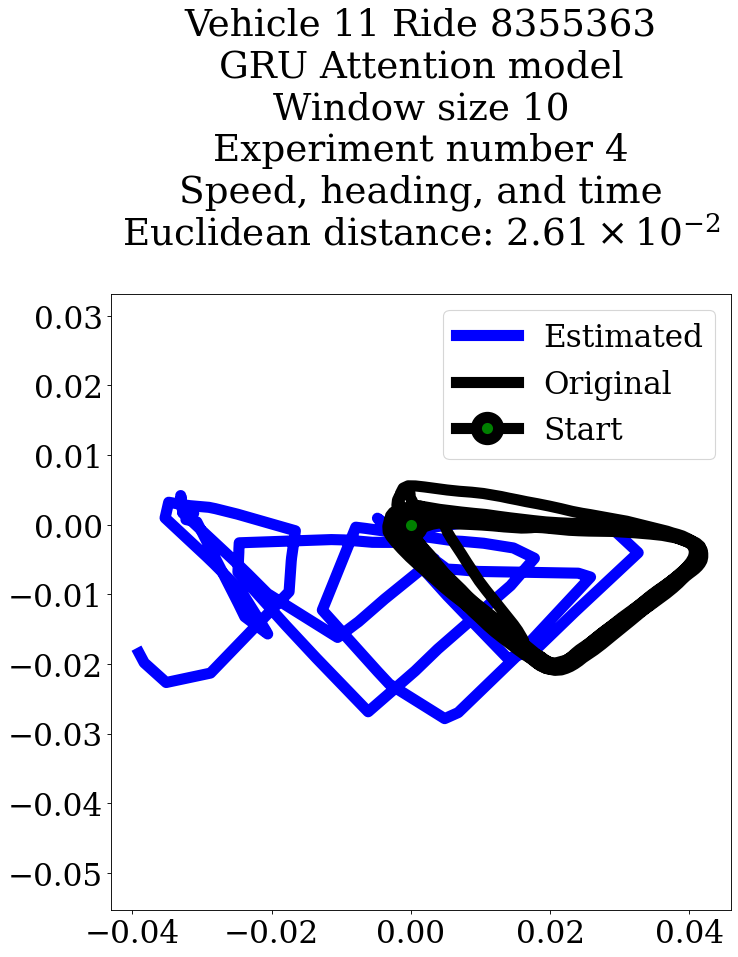 Vehicle 11 Ride 8355363
GRU Attention model
Window size 10
Experiment number 4
Speed, heading, and time
Euclidean distance: 2.61 × 10⁻²
Estimated
Original
Start
0.03
0.02
0.01
0.00
−0.01
−0.02
−0.03
−0.04
−0.05
−0.04
−0.02
0.00
0.02
0.04